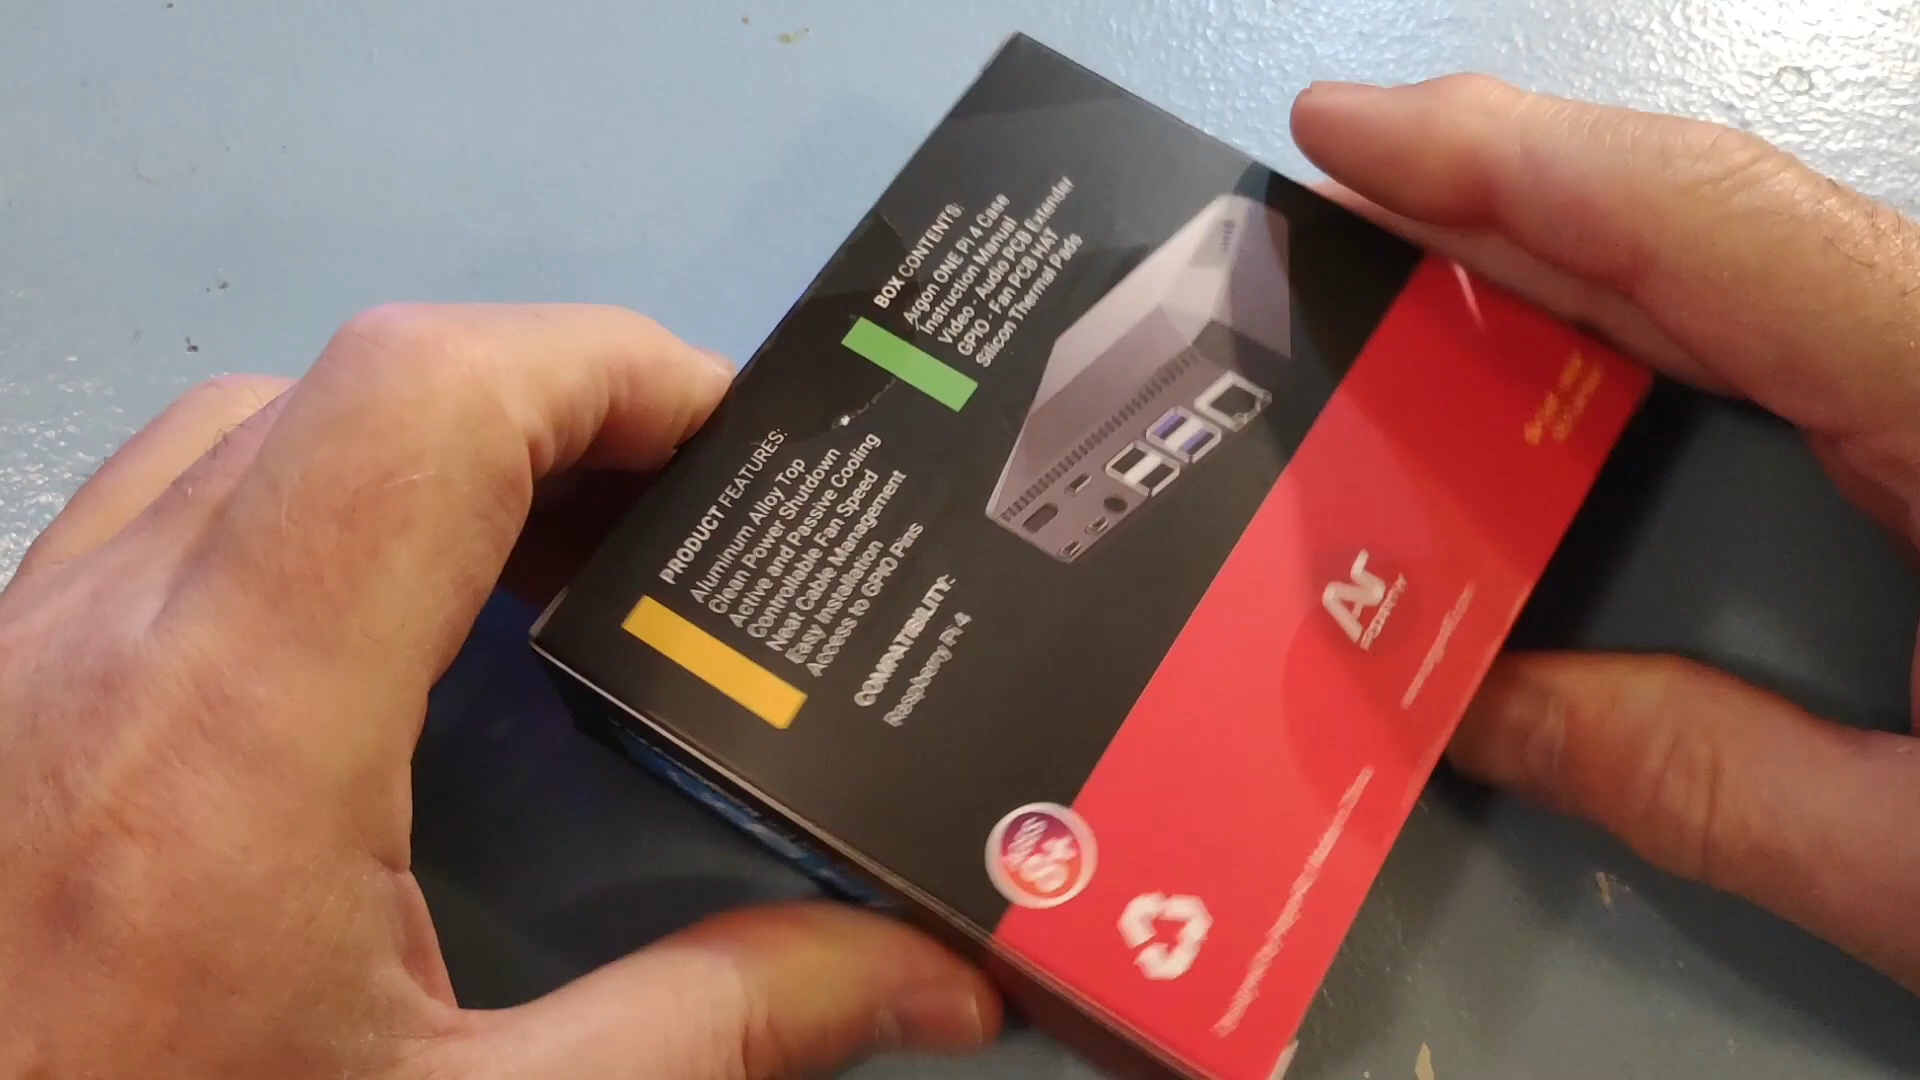 BOX CONTENTS:
Argon ONE Pi 4 Case
Instruction Manual
Video - Audio PCB Extender
GPIO - Fan PCB HAT
Silicon Thermal Pads
PRODUCT FEATURES:
Aluminum Alloy Top
Clean Power Shutdown
Active and Passive Cooling
Controllable Fan Speed
Neat Cable Management
Easy Installation
Access to GPIO Pins
COMPATIBILITY:
Raspberry Pi 4
Ar